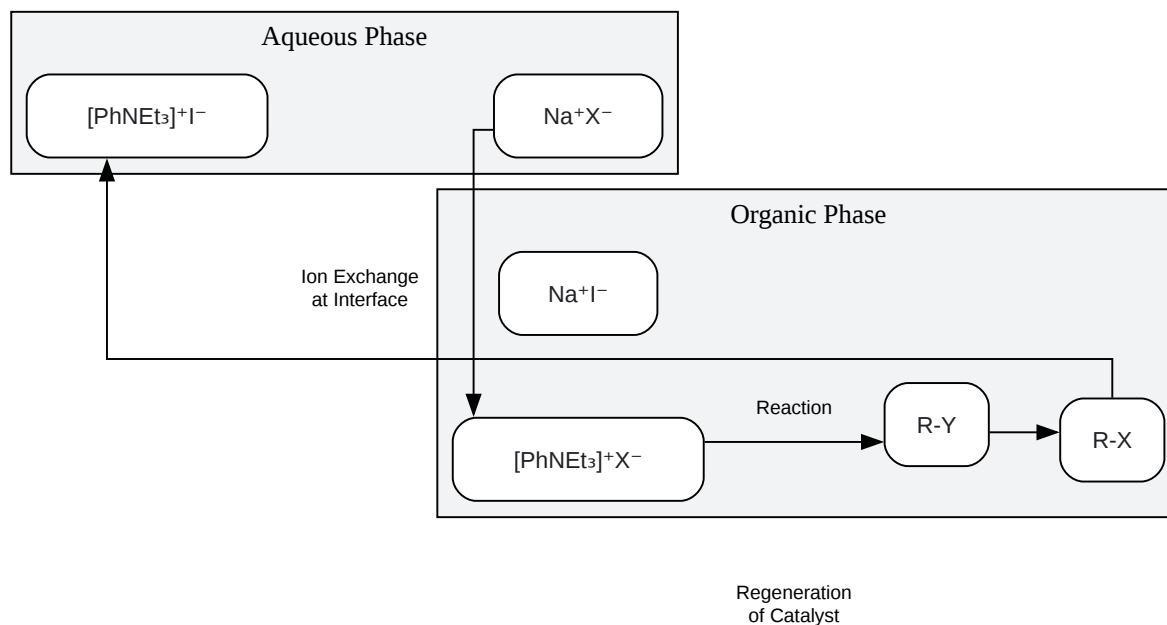 Aqueous Phase
[PhNEt₃]⁺I⁻
Na⁺X⁻
Organic Phase
Ion Exchange
at Interface
Na⁺I⁻
Reaction
R-Y
R-X
[PhNEt₃]⁺X⁻
Regeneration
of Catalyst